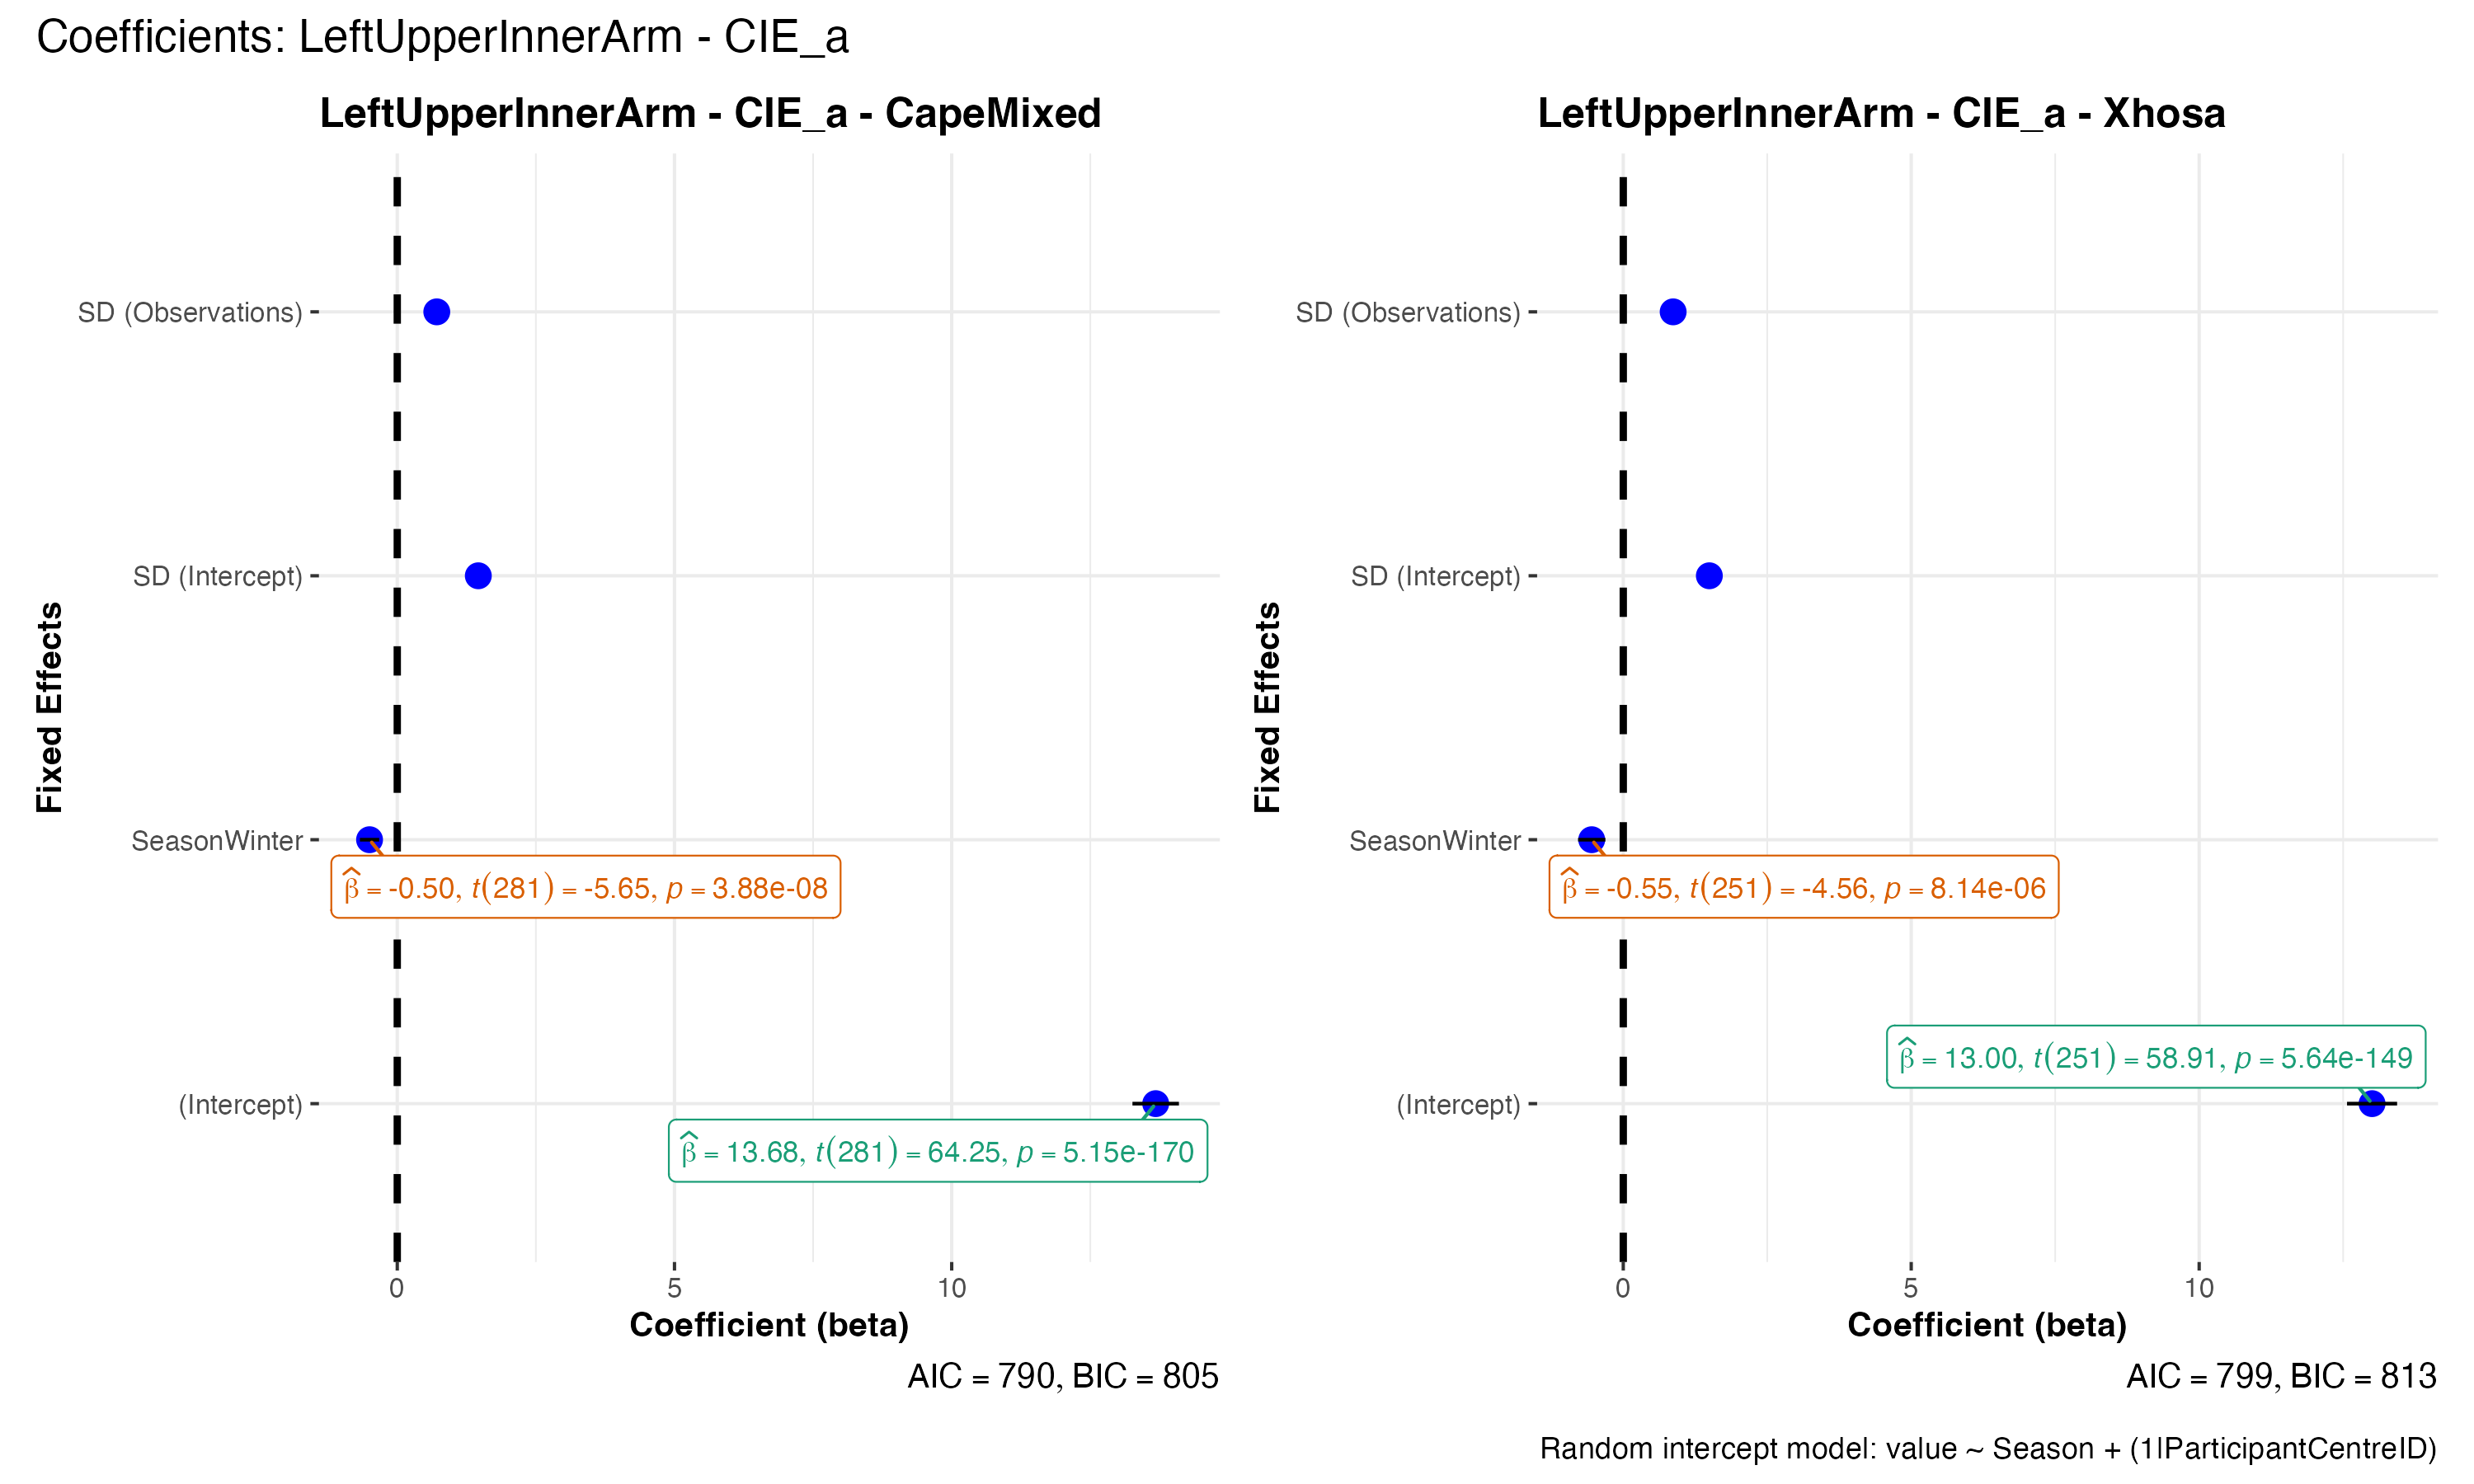 Coefficients: LeftUpperInnerArm - CIE_a
LeftUpperInnerArm - CIE_a - CapeMixed
Fixed Effects
SD (Observations)
SD (Intercept)
SeasonWinter
β̂ = -0.50, t(281) = -5.65, p = 3.88e-08
(Intercept)
β̂ = 13.68, t(281) = 64.25, p = 5.15e-170
0 5 10
Coefficient (beta)
AIC = 790, BIC = 805
LeftUpperInnerArm - CIE_a - Xhosa
Fixed Effects
SD (Observations)
SD (Intercept)
SeasonWinter
β̂ = -0.55, t(251) = -4.56, p = 8.14e-06
β̂ = 13.00, t(251) = 58.91, p = 5.64e-149
(Intercept)
0 5 10
Coefficient (beta)
AIC = 799, BIC = 813
Random intercept model: value ~ Season + (1|ParticipantCentreID)